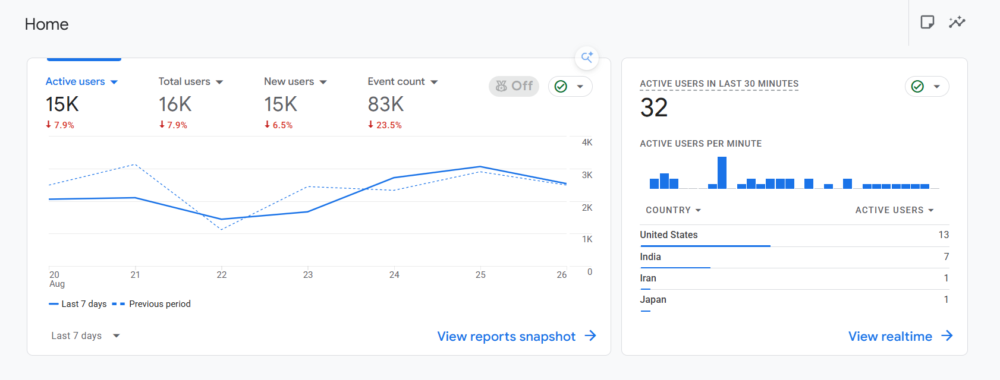 Home
Active users
Total users
New users
Event count
Off
15K
16K
15K
83K
7.9%
7.9%
6.5%
23.5%
4K
3K
2K
1K
0
20
Aug
21
22
23
24
25
26
Last 7 days
Previous period
Last 7 days
View reports snapshot
ACTIVE USERS IN LAST 30 MINUTES
32
ACTIVE USERS PER MINUTE
COUNTRY
ACTIVE USERS
United States
13
India
7
Iran
1
Japan
1
View realtime